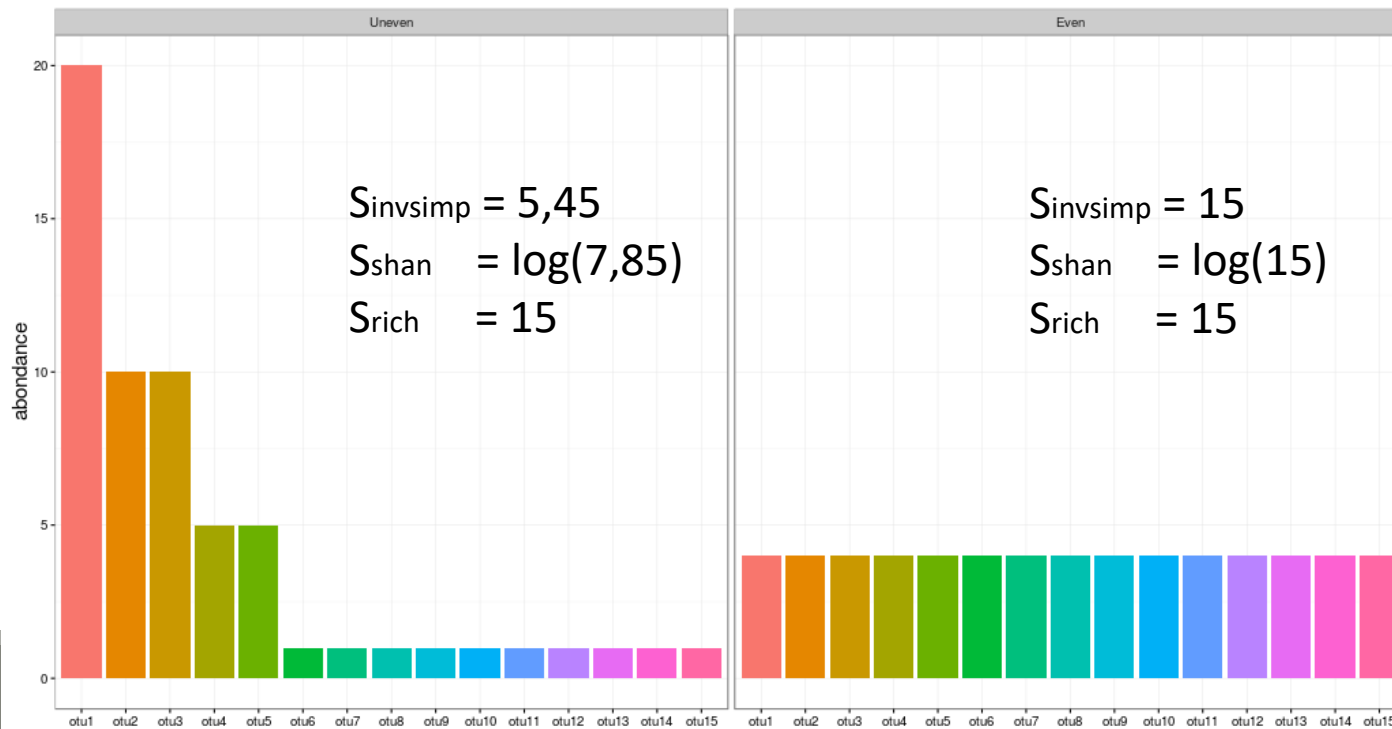 Uneven
Even
20
15
10
5
0
abondance
Sinvsimp = 5,45
Sshan = log(7,85)
Srich = 15
Sinvsimp = 15
Sshan = log(15)
Srich = 15
otu1 otu2 otu3 otu4 otu5 otu6 otu7 otu8 otu9 otu10 otu11 otu12 otu13 otu14 otu15
otu1 otu2 otu3 otu4 otu5 otu6 otu7 otu8 otu9 otu10 otu11 otu12 otu13 otu14 otu15